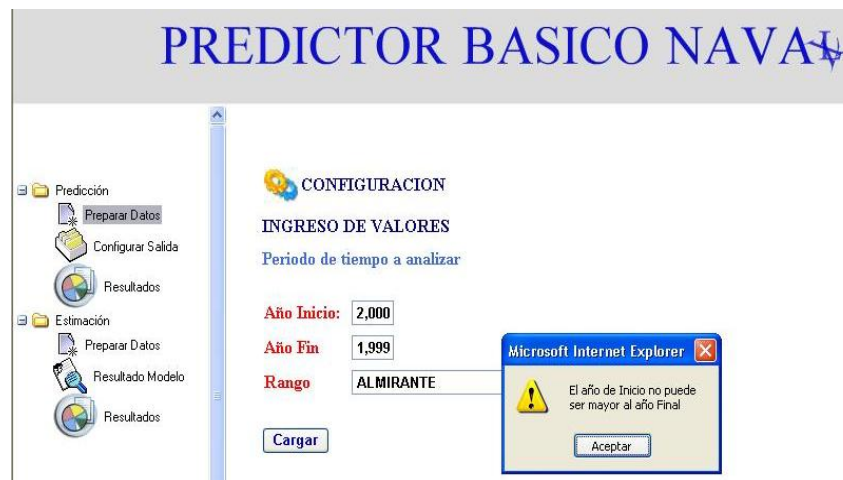 PREDICTOR BASICO NAVAL
Predicción
Preparar Datos
Configurar Salida
Resultados
Estimación
Preparar Datos
Resultado Modelo
Resultados
CONFIGURACION
INGRESO DE VALORES
Periodo de tiempo a analizar
Año Inicio: 2,000
Año Fin 1,999
Rango ALMIRANTE
Cargar
Microsoft Internet Explorer
El año de Inicio no puede
ser mayor al año Final
Aceptar